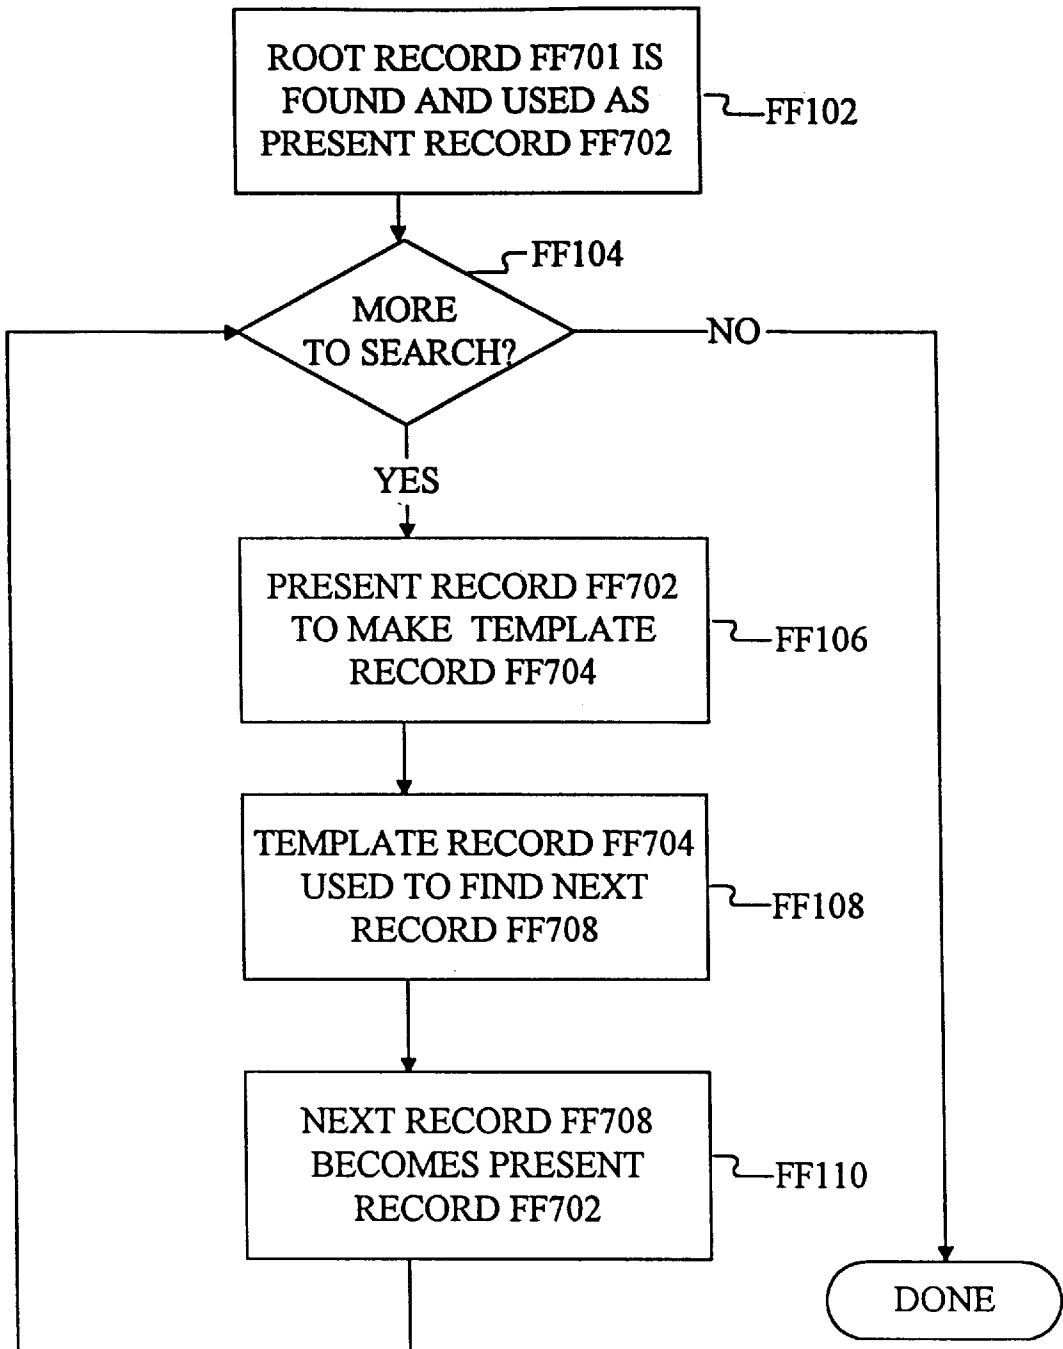 ROOT RECORD FF701 IS
FOUND AND USED AS
PRESENT RECORD FF702
FF102
FF104
MORE
TO SEARCH?
NO
YES
PRESENT RECORD FF702
TO MAKE TEMPLATE
RECORD FF704
FF106
TEMPLATE RECORD FF704
USED TO FIND NEXT
RECORD FF708
FF108
NEXT RECORD FF708
BECOMES PRESENT
RECORD FF702
FF110
DONE